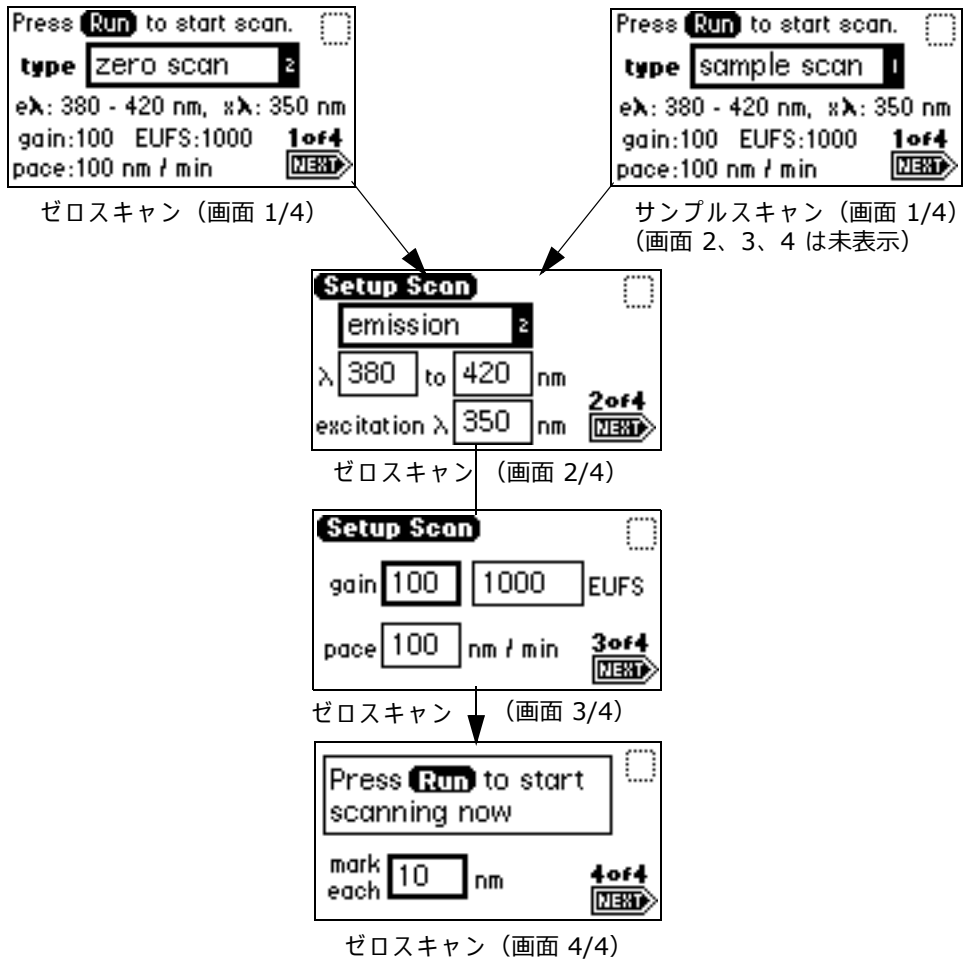 Press Run to start scan.
type zero scan 2
eλ: 380 - 420 nm, xλ: 350 nm
gain:100 EUFS:1000 1of4
pace:100 nm / min NEXT
ゼロスキャン（画面 1/4）
Press Run to start scan.
type sample scan 1
eλ: 380 - 420 nm, xλ: 350 nm
gain:100 EUFS:1000 1of4
pace:100 nm / min NEXT
サンプルスキャン（画面 1/4）
（画面 2、3、4 は未表示）
Setup Scan
emission 2
λ 380 to 420 nm
2of4
excitation λ 350 nm NEXT
ゼロスキャン （画面 2/4）
Setup Scan
gain 100 1000 EUFS
pace 100 nm / min 3of4
NEXT
ゼロスキャン （画面 3/4）
Press Run to start
scanning now
mark
each 10 nm 4of4
NEXT
ゼロスキャン（画面 4/4）